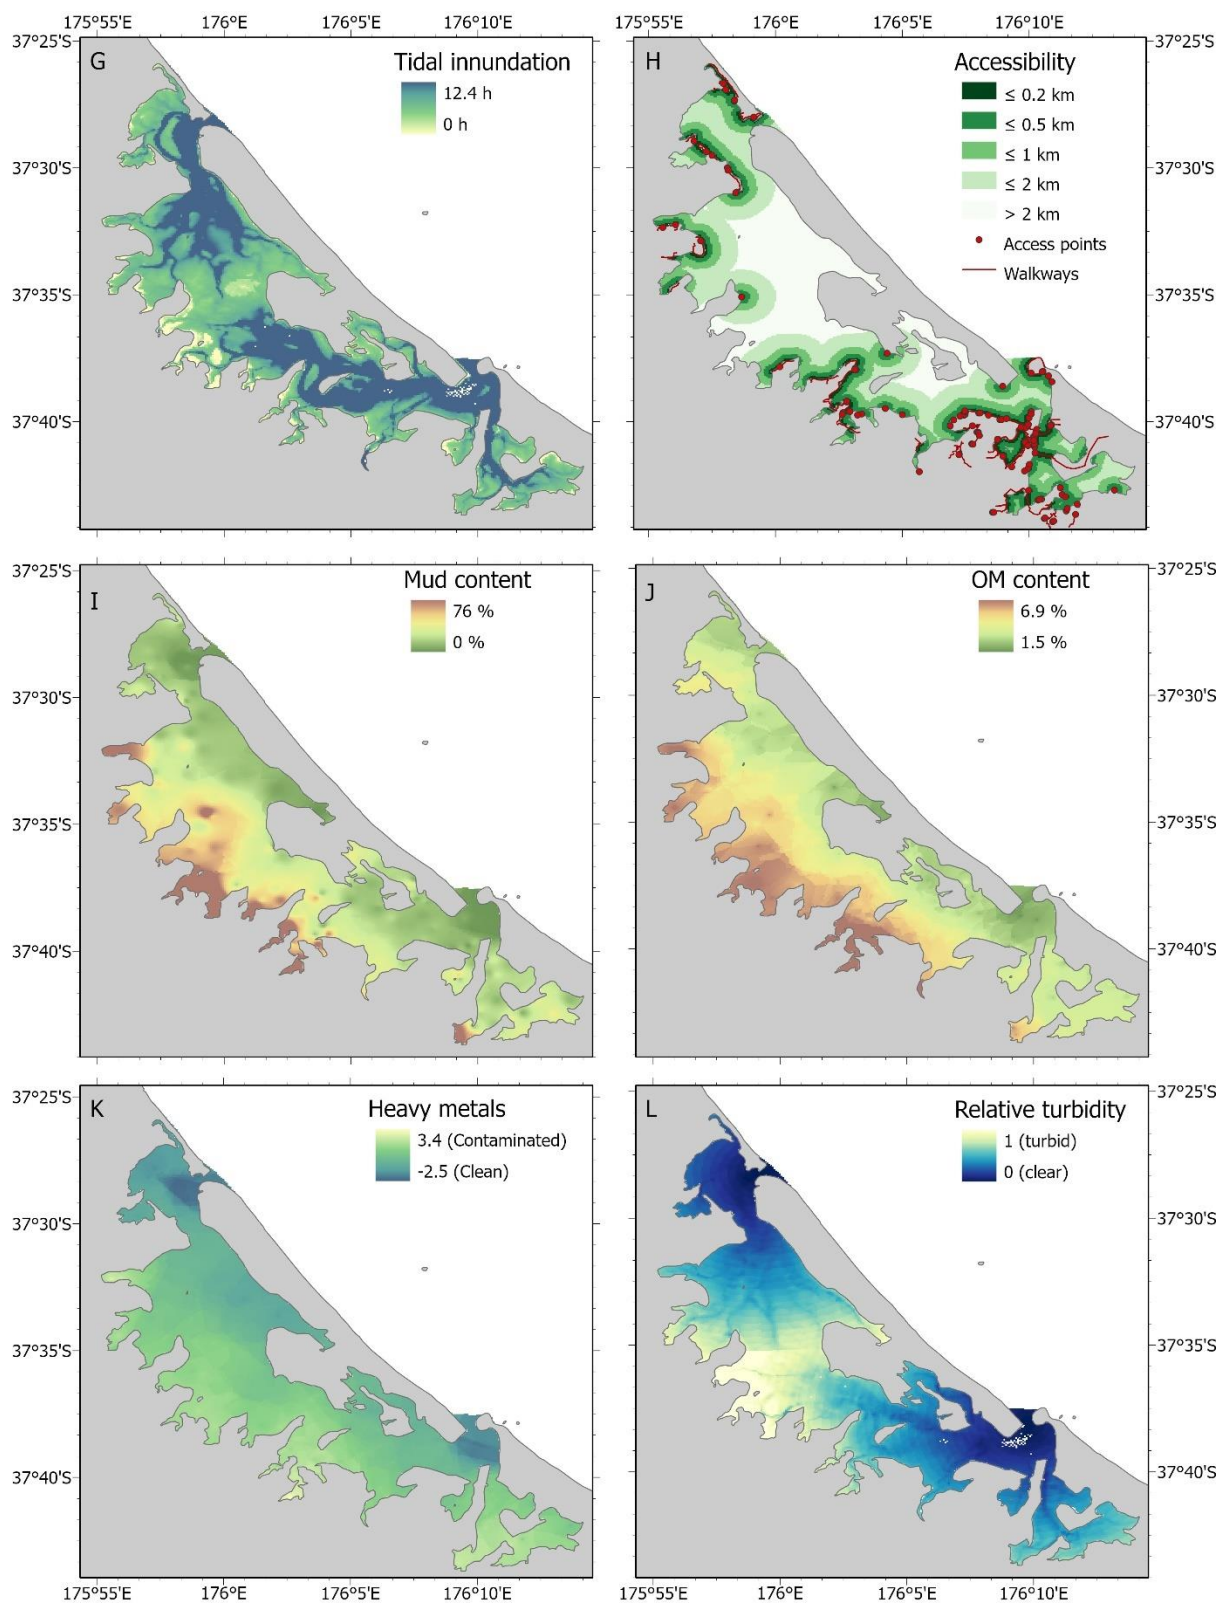 175°55'E 176°E 176°5'E 176°10'E
176°E 176°5'E 176°10'E
37°25'S
G
Tidal innundation
12.4 h
0 h
37°30'S
37°35'S
37°40'S
H
Accessibility
≤ 0.2 km
≤ 0.5 km
≤ 1 km
≤ 2 km
> 2 km
Access points
Walkways
37°25'S
37°30'S
37°35'S
37°40'S
37°25'S
I
Mud content
76 %
0 %
37°30'S
37°35'S
37°40'S
J
OM content
6.9 %
1.5 %
37°25'S
37°30'S
37°35'S
37°40'S
37°25'S
K
Heavy metals
3.4 (Contaminated)
-2.5 (Clean)
37°30'S
37°35'S
37°40'S
L
Relative turbidity
1 (turbid)
0 (clear)
37°25'S
37°30'S
37°35'S
37°40'S
175°55'E 176°E 176°5'E 176°10'E
176°E 176°5'E 176°10'E